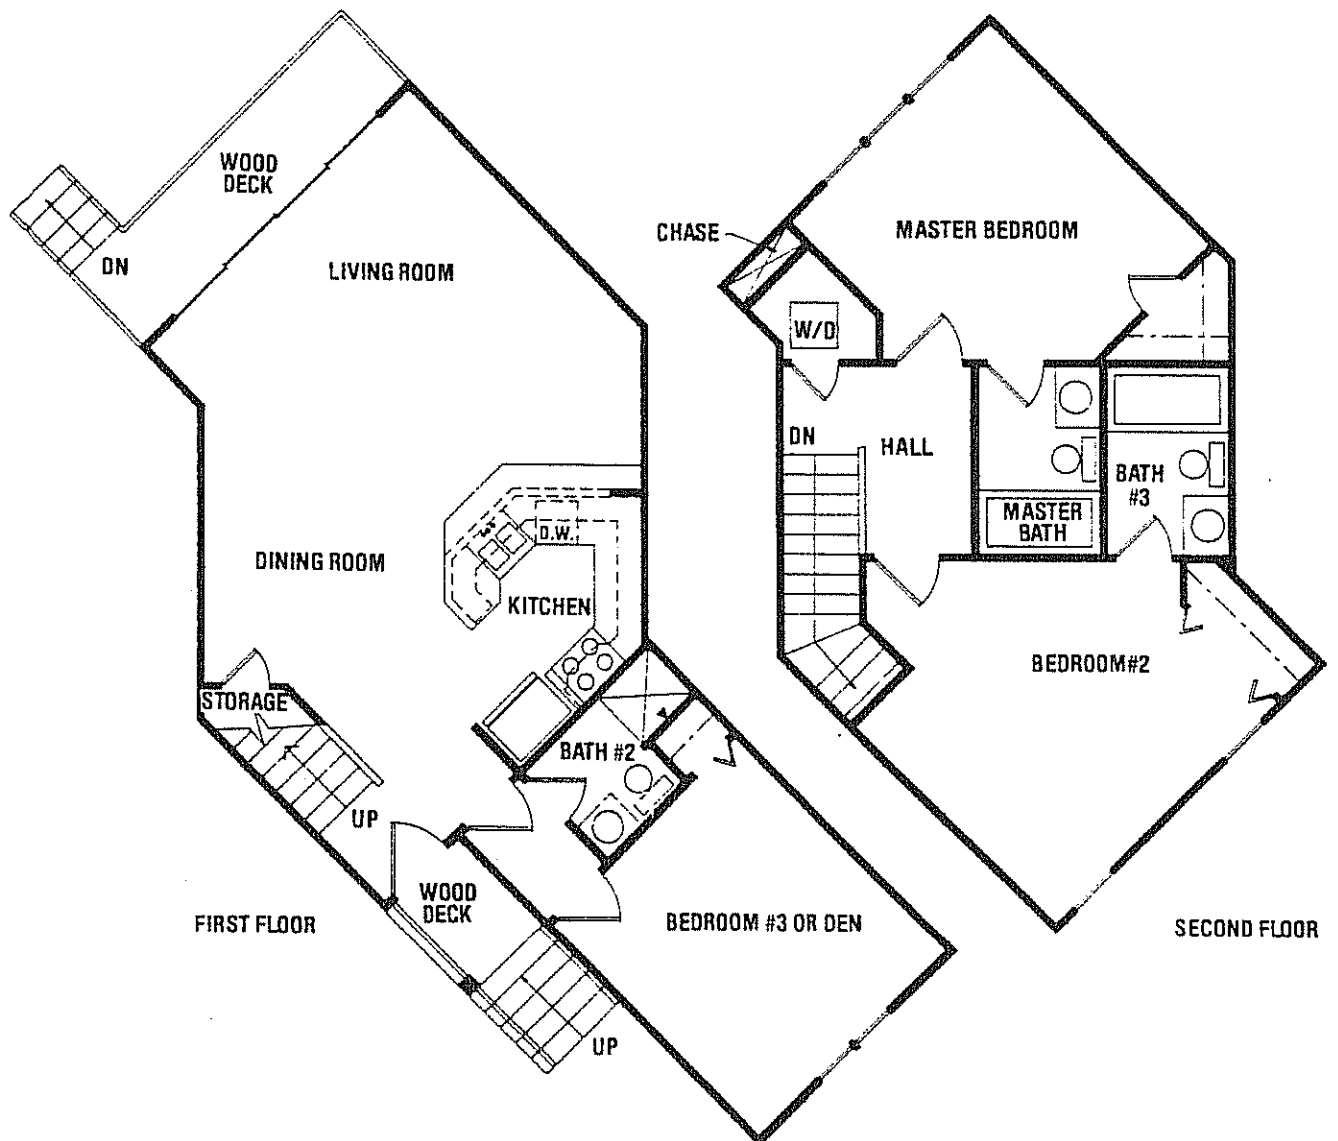 WOOD
DECK
DN
LIVING ROOM
DINING ROOM
D.W.
KITCHEN
STORAGE
BATH #2
UP
WOOD
DECK
FIRST FLOOR
BEDROOM #3 OR DEN
UP
CHASE
MASTER BEDROOM
W/D
DN
HALL
MASTER
BATH
BATH
#3
BEDROOM#2
SECOND FLOOR